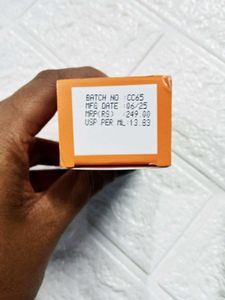 BATCH NO :CC65
MFG DATE :06/25
MRP(RS) :249.00
USP PER ML:13.83